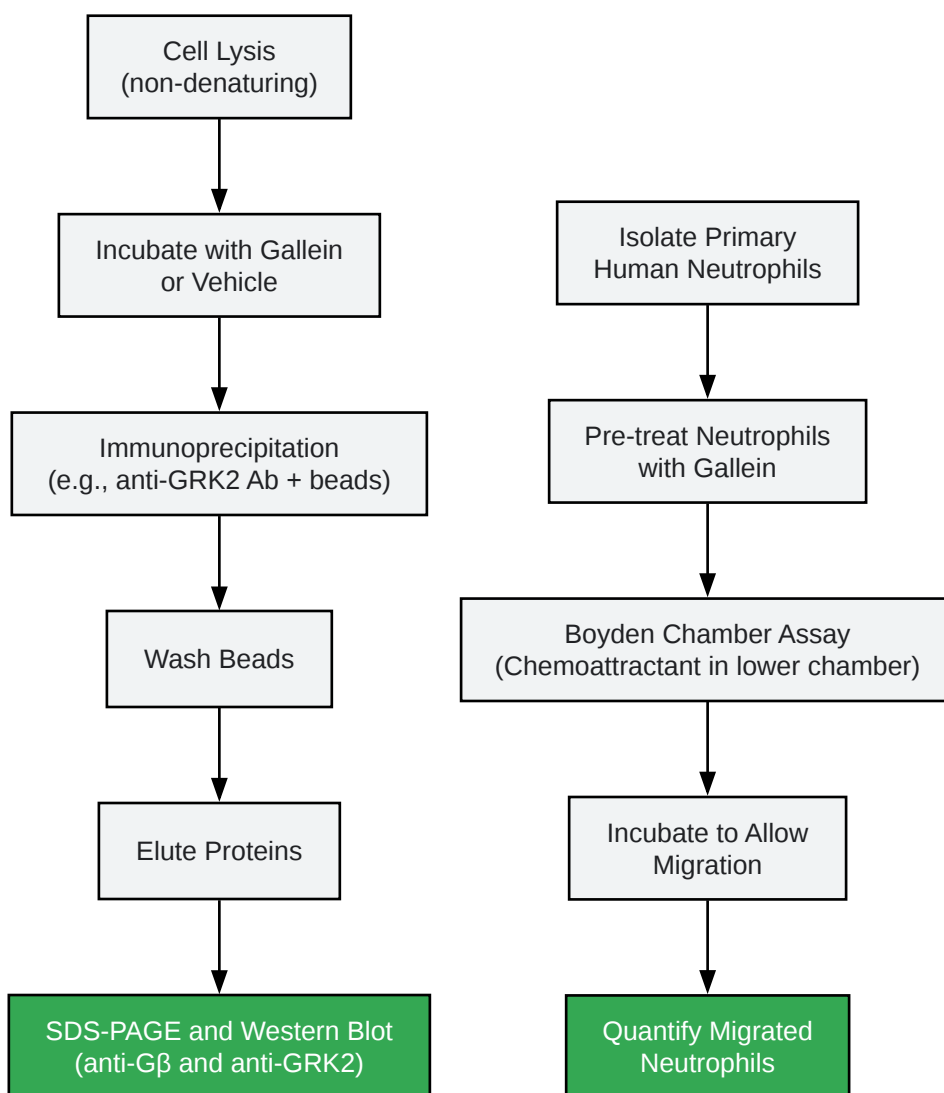 Cell Lysis
(non-denaturing)
Incubate with Gallein
or Vehicle
Immunoprecipitation
(e.g., anti-GRK2 Ab + beads)
Wash Beads
Elute Proteins
SDS-PAGE and Western Blot
(anti-Gβ and anti-GRK2)
Isolate Primary
Human Neutrophils
Pre-treat Neutrophils
with Gallein
Boyden Chamber Assay
(Chemoattractant in lower chamber)
Incubate to Allow
Migration
Quantify Migrated
Neutrophils